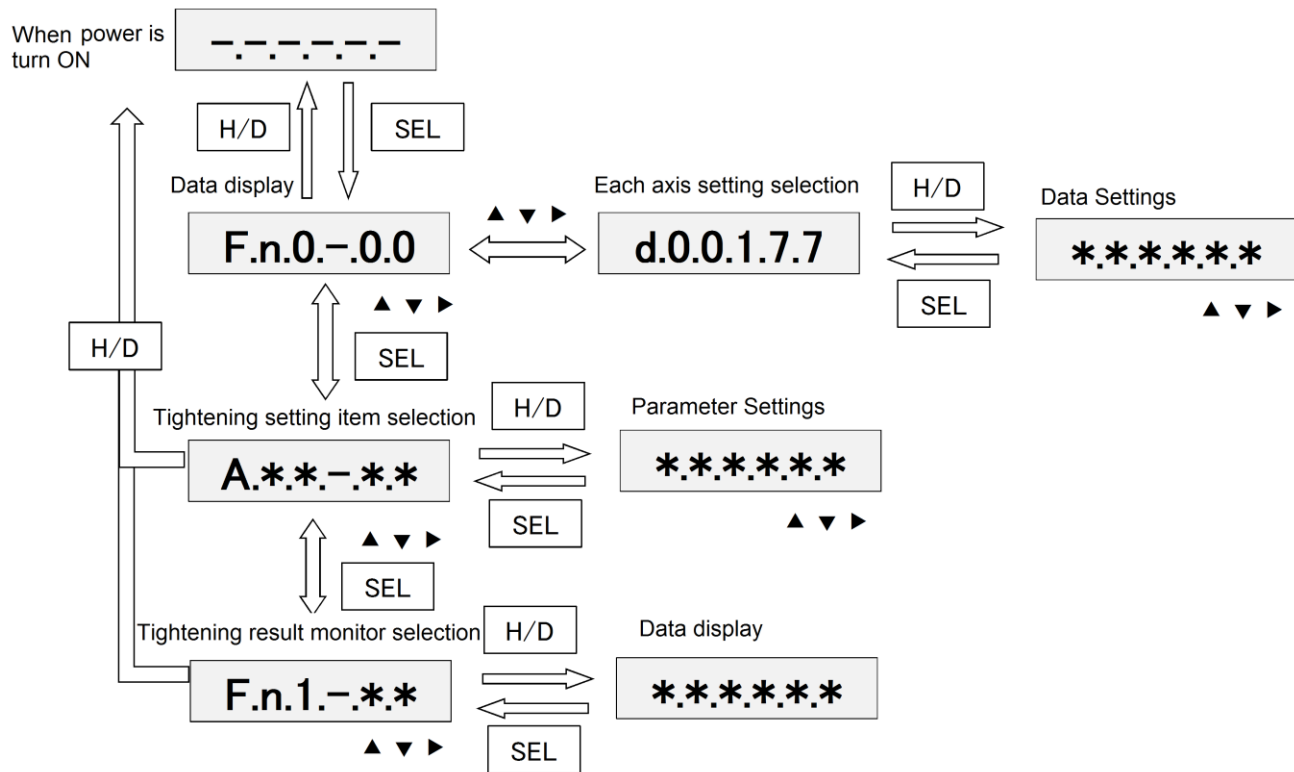 When power is
turn ON
-.-.-.-.-.-
H/D
SEL
Data display
Each axis setting selection
H/D
Data Settings
F.n.0.-.0.0
▲ ▼ ▶
d.0.0.1.7.7
*.*.*.*.*.*
SEL
▲ ▼ ▶
▲ ▼ ▶
H/D
SEL
Tightening setting item selection
H/D
Parameter Settings
A.*.*.-.*.*
*.*.*.*.*.*
SEL
▲ ▼ ▶
▲ ▼ ▶
SEL
Tightening result monitor selection
H/D
Data display
F.n.1.-.*.*
*.*.*.*.*.*
▲ ▼ ▶
SEL